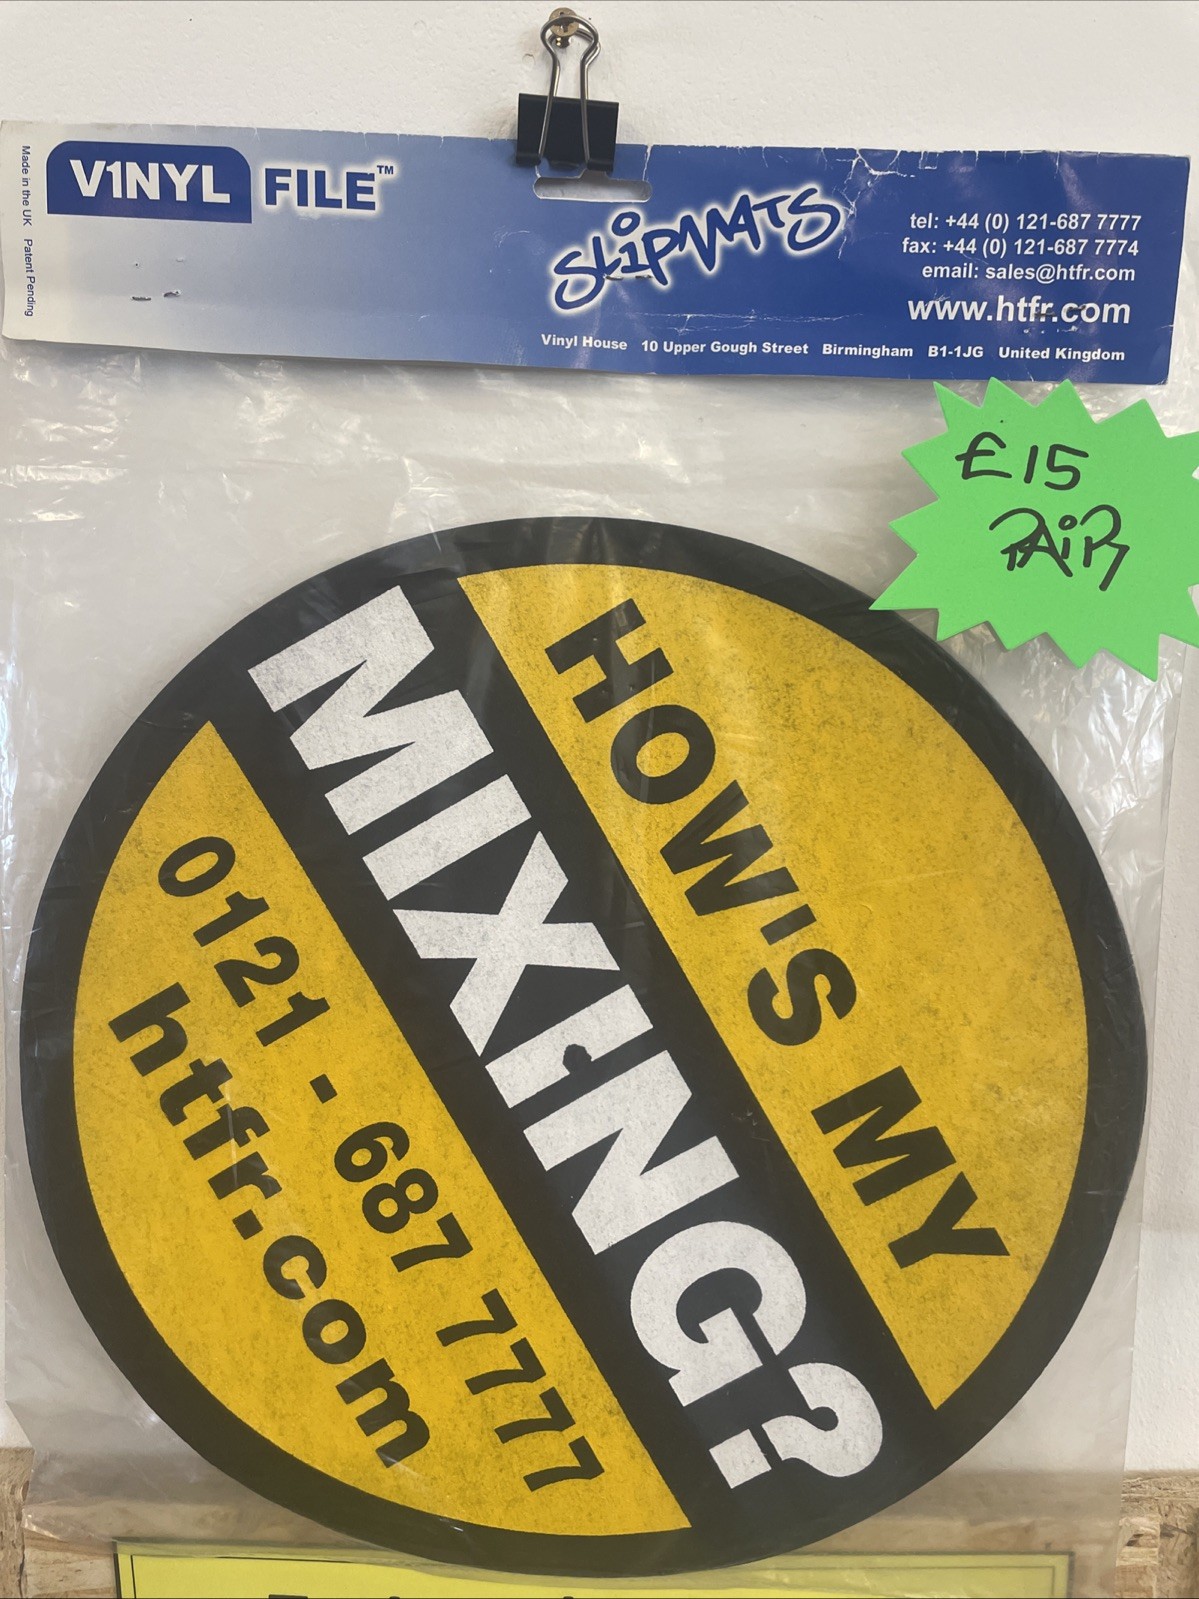 Made in the UK Patent Pending
V1NYL FILE™
SLiPMATS
tel: +44 (0) 121-687 7777
fax: +44 (0) 121-687 7774
email: sales@htfr.com
www.htfr.com
Vinyl House 10 Upper Gough Street Birmingham B1-1JG United Kingdom
£15
PAiR
HOW'S MY
MIXING?
0121 - 687 7777
htfr.com